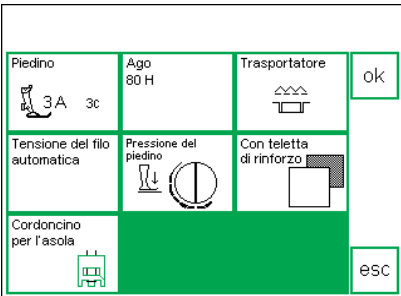 Piedino
3A 3c
Ago
80 H
Trasportatore
ok
Tensione del filo
automatica
Pressione del
piedino
Con teletta
di rinforzo
Cordoncino
per l'asola
esc